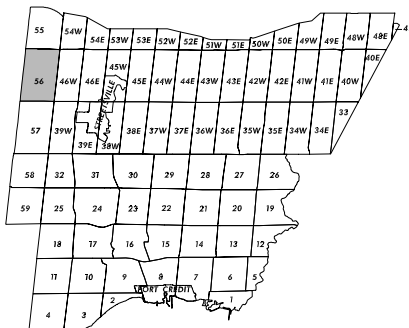 55 54W 54E 53W 53E 52W 52E 51W 51E 50W 50E 49W 49E 48W 48E 4
56 46W 46E 45W 45E 44W 44E 43W 43E 42W 42E 41W 41E 40W 40E
STREETSVILLE
57 39W 39E 38W 38E 37W 37E 36W 36E 35W 35E 34W 34E 33
58 32 31 30 29 28 27 26
59 25 24 23 22 21 20 19
18 17 16 15 14 13 12
11 10 9 8 7 6 5
PORT CREDIT
4 3 2 1